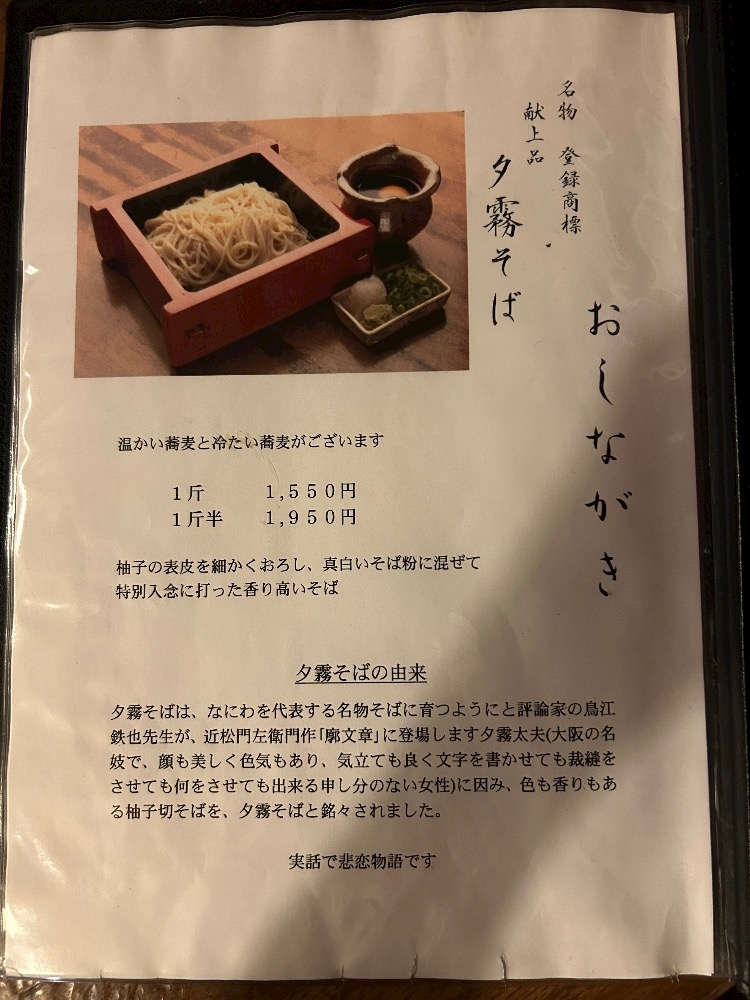 おしながき
名物 登録商標
献上品
夕霧そば
温かい蕎麦と冷たい蕎麦がございます
1斤 1,550円
1斤半 1,950円
柚子の表皮を細かくおろし、真白いそば粉に混ぜて
特別入念に打った香り高いそば
夕霧そばの由来
夕霧そばは、なにわを代表する名物そばに育つようにと評論家の鳥江
鉄也先生が、近松門左衛門作「廓文章」に登場します夕霧太夫(大阪の名
妓で、顔も美しく色気もあり、気立ても良く文字を書かせても裁縫を
させても何をさせても出来る申し分のない女性)に因み、色も香りもあ
る柚子切そばを、夕霧そばと銘々されました。
実話で悲恋物語です